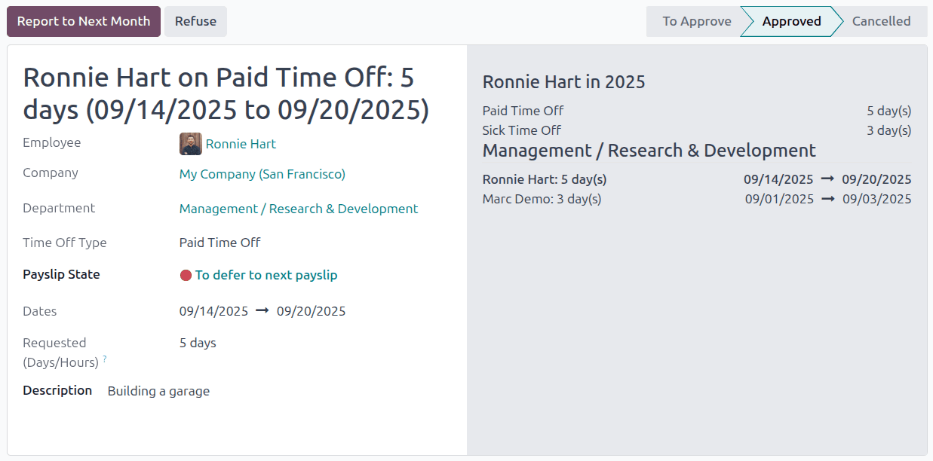 Report to Next Month
Refuse
To Approve
Approved
Cancelled
Ronnie Hart on Paid Time Off: 5
days (09/14/2025 to 09/20/2025)
Employee
Ronnie Hart
Company
My Company (San Francisco)
Department
Management / Research & Development
Time Off Type
Paid Time Off
Payslip State
To defer to next payslip
Dates
09/14/2025 → 09/20/2025
Requested
(Days/Hours) ?
5 days
Description
Building a garage
Ronnie Hart in 2025
Paid Time Off 5 day(s)
Sick Time Off 3 day(s)
Management / Research & Development
Ronnie Hart: 5 day(s) 09/14/2025 → 09/20/2025
Marc Demo: 3 day(s) 09/01/2025 → 09/03/2025